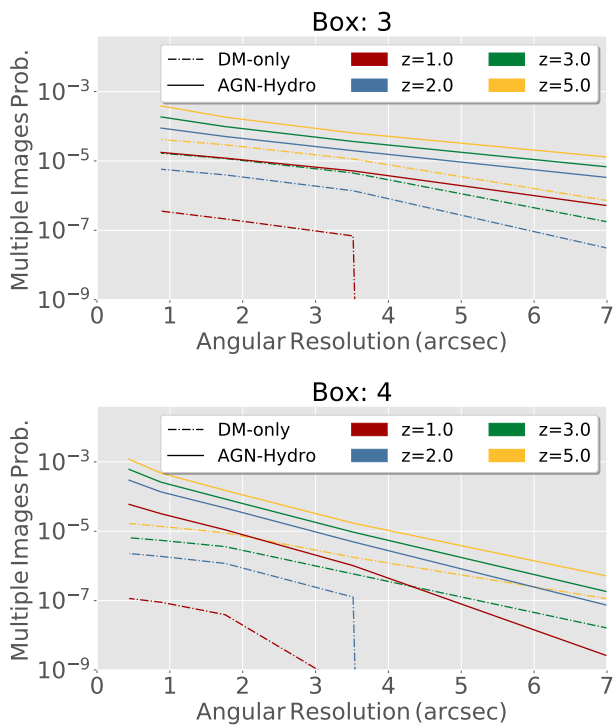 Box: 3
DM-only
AGN-Hydro
z=1.0
z=2.0
z=3.0
z=5.0
10⁻³
10⁻⁵
10⁻⁷
10⁻⁹
Multiple Images Prob.
0 1 2 3 4 5 6 7
Angular Resolution (arcsec)
Box: 4
DM-only
AGN-Hydro
z=1.0
z=2.0
z=3.0
z=5.0
10⁻³
10⁻⁵
10⁻⁷
10⁻⁹
Multiple Images Prob.
0 1 2 3 4 5 6 7
Angular Resolution (arcsec)